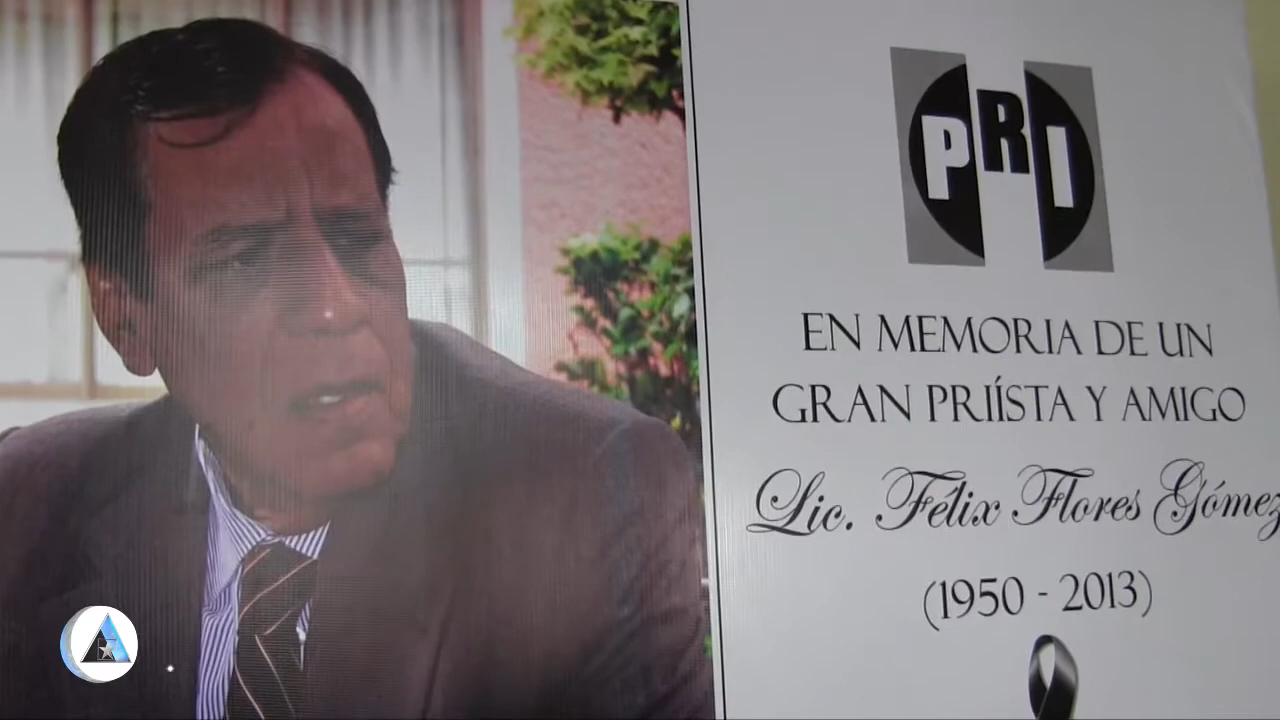 PRI
EN MEMORIA DE UN
GRAN PRIÍSTA Y AMIGO
Lic. Félix Flores Gómez
(1950 - 2013)